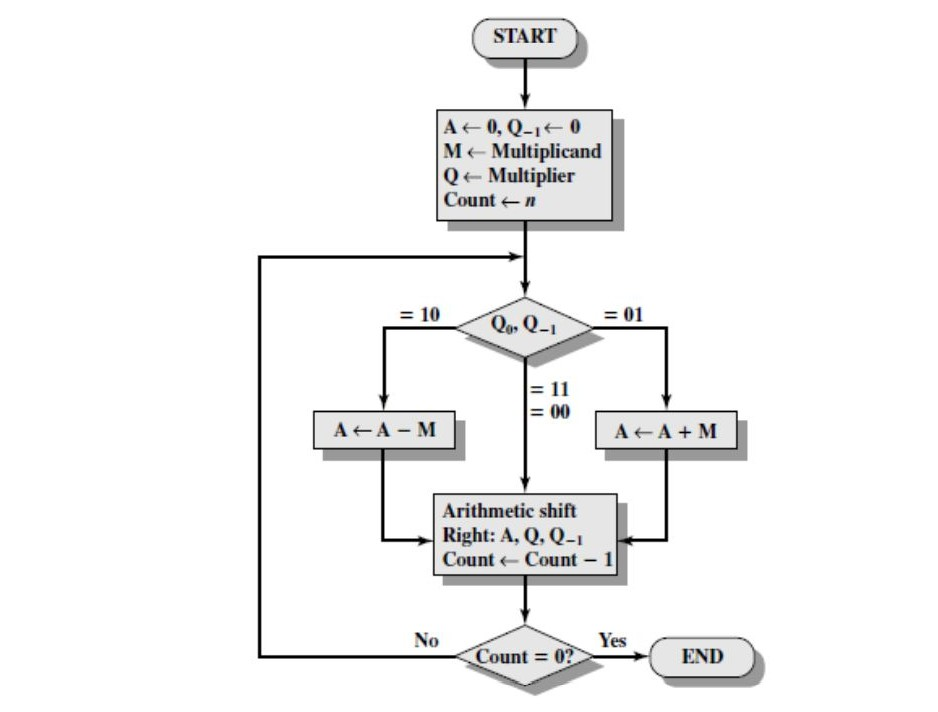 START
A ← 0, Q₋₁ ← 0
M ← Multiplicand
Q ← Multiplier
Count ← n
= 10
Q₀, Q₋₁
= 01
= 11
= 00
A ← A − M
A ← A + M
Arithmetic shift
Right: A, Q, Q₋₁
Count ← Count − 1
No
Count = 0?
Yes
END